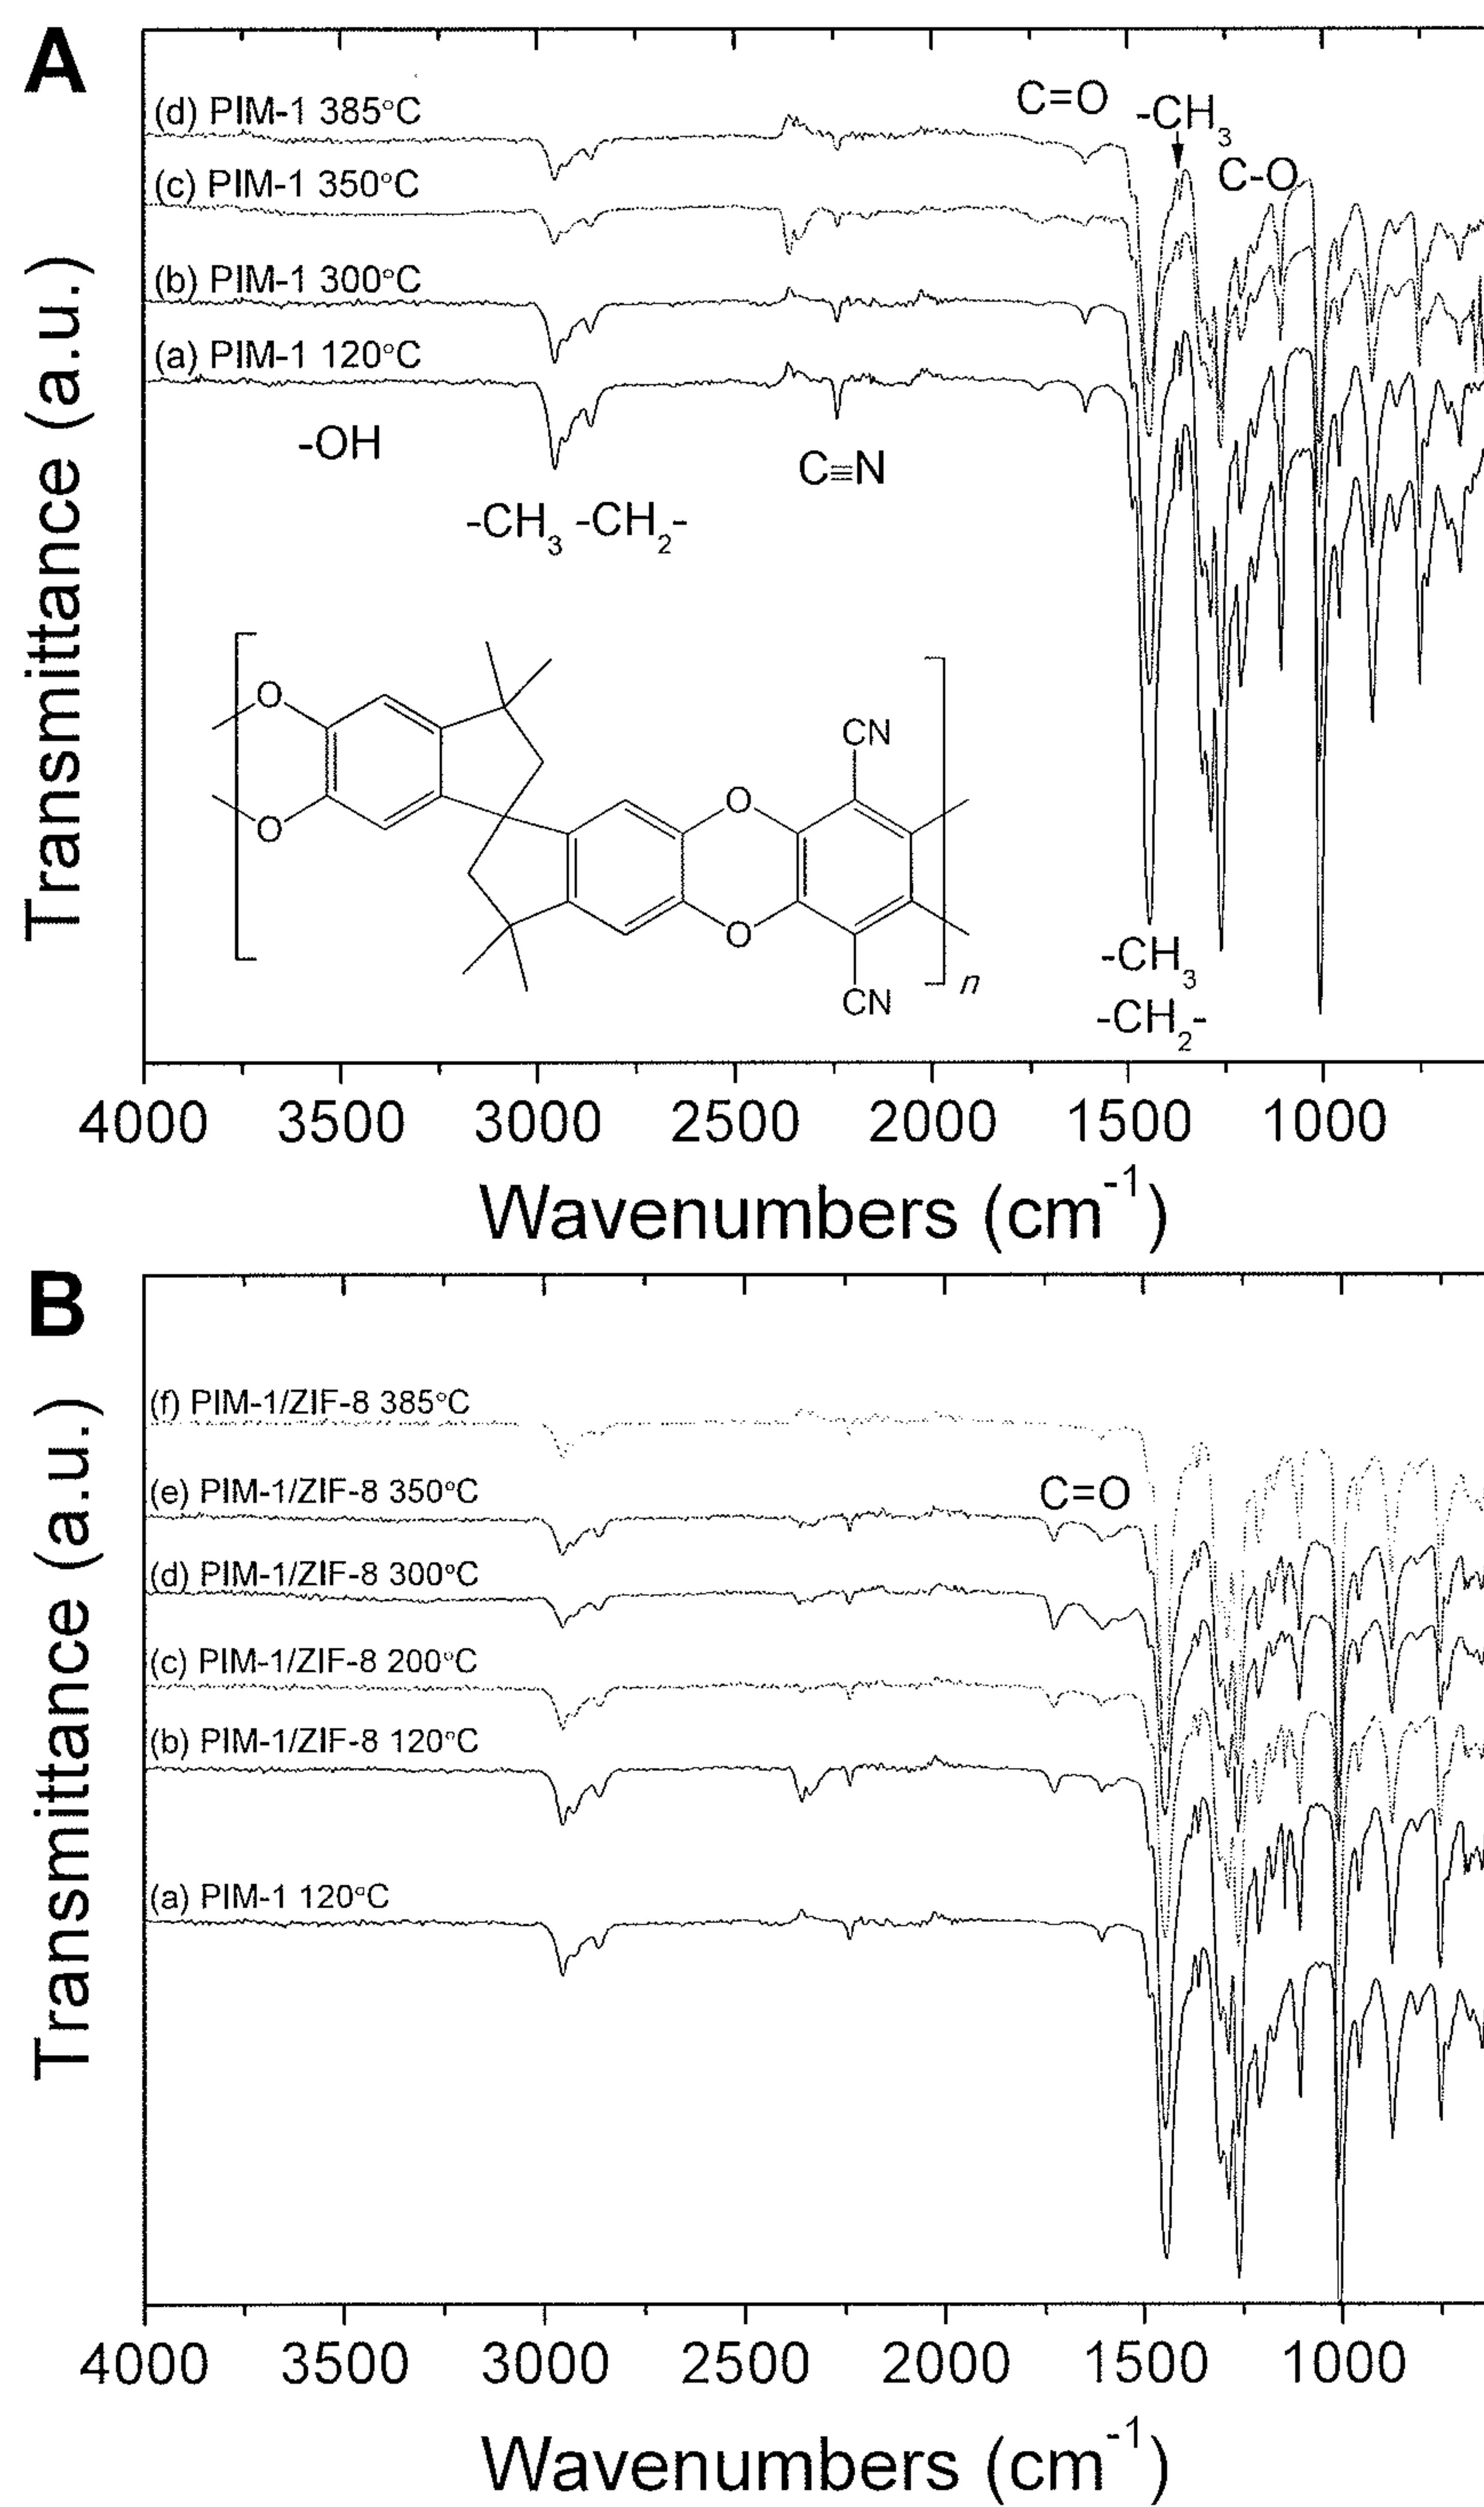 A
(d) PIM-1 385°C
C=O
-CH3
(c) PIM-1 350°C
C-O
(b) PIM-1 300°C
(a) PIM-1 120°C
-OH
C≡N
-CH3 -CH2-
O
O
CN
O
O
CN
n
-CH3
-CH2-
Transmittance (a.u.)
4000 3500 3000 2500 2000 1500 1000
Wavenumbers (cm-1)
B
(f) PIM-1/ZIF-8 385°C
(e) PIM-1/ZIF-8 350°C
C=O
(d) PIM-1/ZIF-8 300°C
(c) PIM-1/ZIF-8 200°C
(b) PIM-1/ZIF-8 120°C
(a) PIM-1 120°C
Transmittance (a.u.)
4000 3500 3000 2500 2000 1500 1000
Wavenumbers (cm-1)